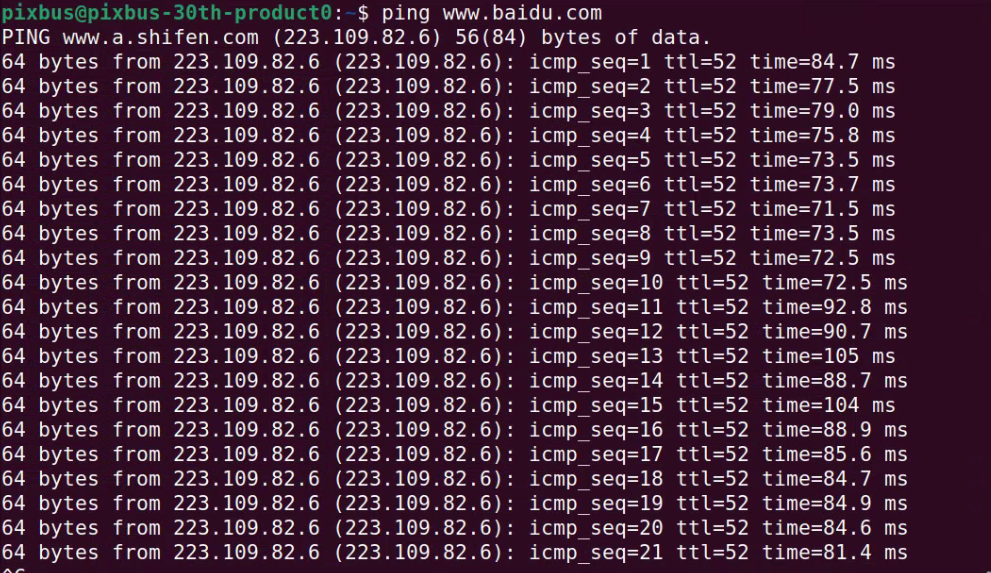 pixbus@pixbus-30th-product0:~$ ping www.baidu.com
PING www.a.shifen.com (223.109.82.6) 56(84) bytes of data.
64 bytes from 223.109.82.6 (223.109.82.6): icmp_seq=1 ttl=52 time=84.7 ms
64 bytes from 223.109.82.6 (223.109.82.6): icmp_seq=2 ttl=52 time=77.5 ms
64 bytes from 223.109.82.6 (223.109.82.6): icmp_seq=3 ttl=52 time=79.0 ms
64 bytes from 223.109.82.6 (223.109.82.6): icmp_seq=4 ttl=52 time=75.8 ms
64 bytes from 223.109.82.6 (223.109.82.6): icmp_seq=5 ttl=52 time=73.5 ms
64 bytes from 223.109.82.6 (223.109.82.6): icmp_seq=6 ttl=52 time=73.7 ms
64 bytes from 223.109.82.6 (223.109.82.6): icmp_seq=7 ttl=52 time=71.5 ms
64 bytes from 223.109.82.6 (223.109.82.6): icmp_seq=8 ttl=52 time=73.5 ms
64 bytes from 223.109.82.6 (223.109.82.6): icmp_seq=9 ttl=52 time=72.5 ms
64 bytes from 223.109.82.6 (223.109.82.6): icmp_seq=10 ttl=52 time=72.5 ms
64 bytes from 223.109.82.6 (223.109.82.6): icmp_seq=11 ttl=52 time=92.8 ms
64 bytes from 223.109.82.6 (223.109.82.6): icmp_seq=12 ttl=52 time=90.7 ms
64 bytes from 223.109.82.6 (223.109.82.6): icmp_seq=13 ttl=52 time=105 ms
64 bytes from 223.109.82.6 (223.109.82.6): icmp_seq=14 ttl=52 time=88.7 ms
64 bytes from 223.109.82.6 (223.109.82.6): icmp_seq=15 ttl=52 time=104 ms
64 bytes from 223.109.82.6 (223.109.82.6): icmp_seq=16 ttl=52 time=88.9 ms
64 bytes from 223.109.82.6 (223.109.82.6): icmp_seq=17 ttl=52 time=85.6 ms
64 bytes from 223.109.82.6 (223.109.82.6): icmp_seq=18 ttl=52 time=84.7 ms
64 bytes from 223.109.82.6 (223.109.82.6): icmp_seq=19 ttl=52 time=84.9 ms
64 bytes from 223.109.82.6 (223.109.82.6): icmp_seq=20 ttl=52 time=84.6 ms
64 bytes from 223.109.82.6 (223.109.82.6): icmp_seq=21 ttl=52 time=81.4 ms